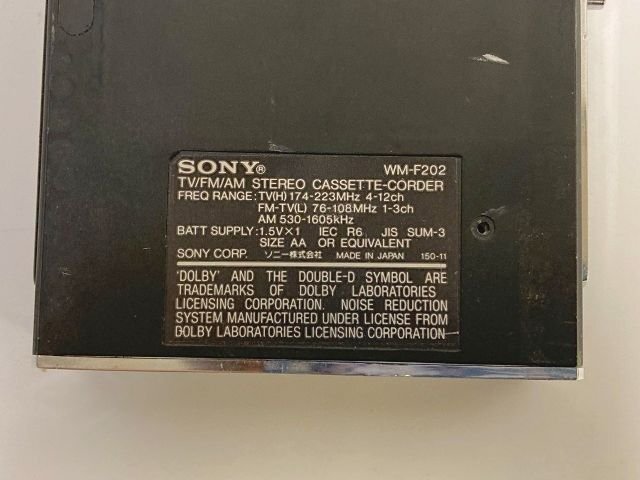 SONY® WM-F202
TV/FM/AM STEREO CASSETTE-CORDER
FREQ RANGE: TV(H) 174-223MHz 4-12ch
FM-TV(L) 76-108MHz 1-3ch
AM 530-1605kHz
BATT SUPPLY: 1.5V×1 IEC R6 JIS SUM-3
SIZE AA OR EQUIVALENT
SONY CORP. ソニー株式会社 MADE IN JAPAN 150-11
'DOLBY' AND THE DOUBLE-D SYMBOL ARE
TRADEMARKS OF DOLBY LABORATORIES
LICENSING CORPORATION. NOISE REDUCTION
SYSTEM MANUFACTURED UNDER LICENSE FROM
DOLBY LABORATORIES LICENSING CORPORATION